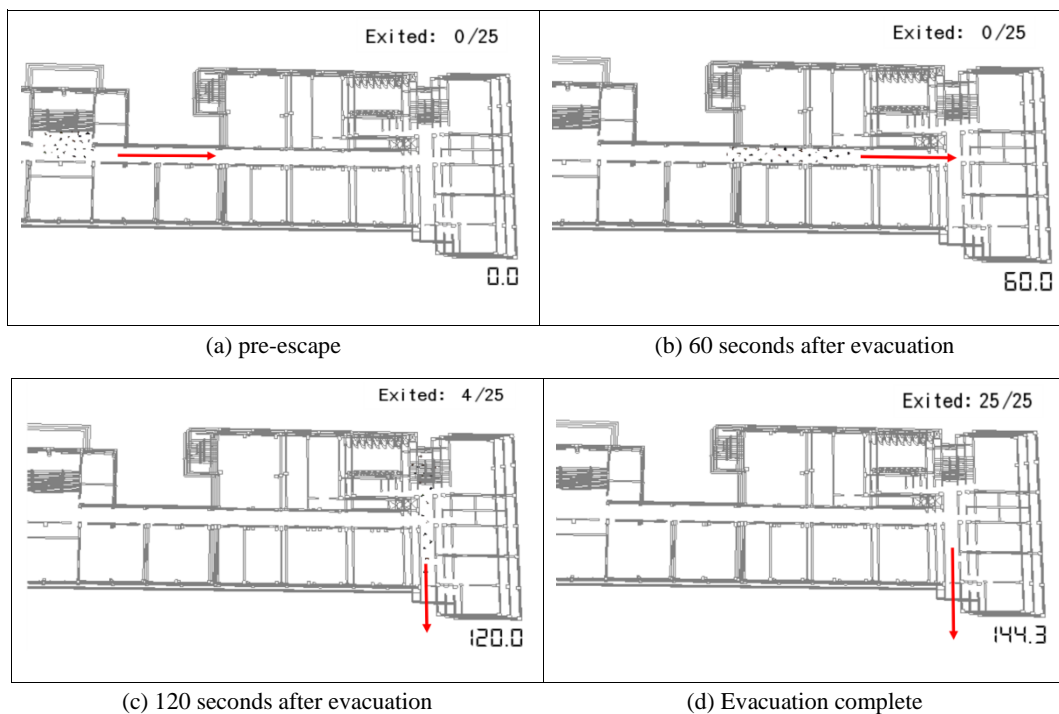 Exited: 0/25
0.0
(a) pre-escape
Exited: 0/25
60.0
(b) 60 seconds after evacuation
Exited: 4/25
120.0
(c) 120 seconds after evacuation
Exited: 25/25
144.3
(d) Evacuation complete